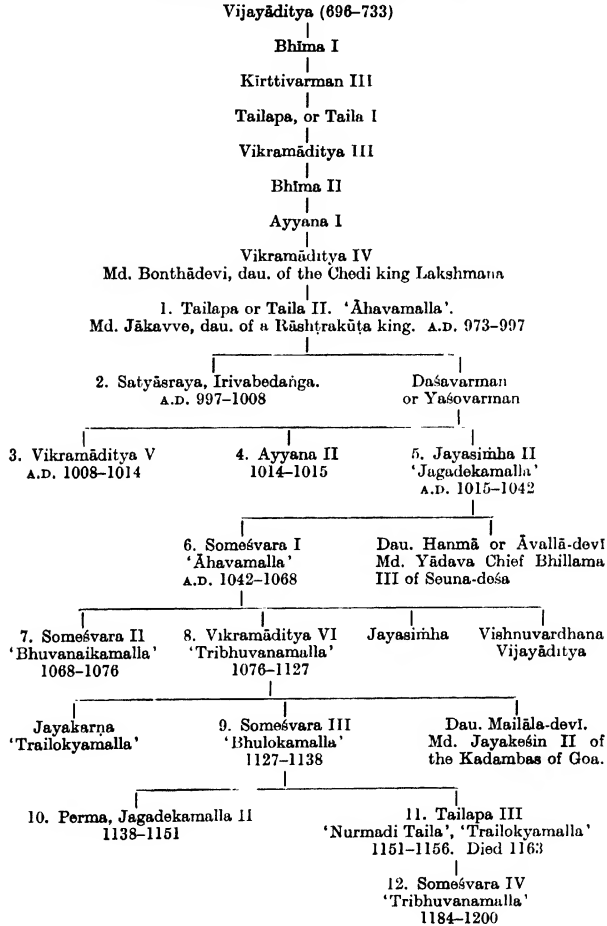 Vijayāditya (696–733)
Bhīma I
Kīrttivarman III
Tailapa, or Taila I
Vikramāditya III
Bhīma II
Ayyana I
Vikramāditya IV
Md. Bonthādevi, dau. of the Chedi king Lakshmana
1. Tailapa or Taila II. ‘Āhavamalla’.
Md. Jākavve, dau. of a Rāshṭrakūṭa king. A.D. 973–997
2. Satyāsraya, Irivabedaṅga.
A.D. 997–1008
Daśavarman
or Yaśovarman
3. Vikramāditya V
A.D. 1008–1014
4. Ayyana II
1014–1015
5. Jayasiṁha II
‘Jagadekamalla’
A.D. 1015–1042
6. Someśvara I
‘Āhavamalla’
A.D. 1042–1068
Dau. Hanmā or Āvallā-devī
Md. Yādava Chief Bhillama
III of Seuna-deśa
7. Someśvara II
‘Bhuvanaikamalla’
1068–1076
8. Vikramāditya VI
‘Tribhuvanamalla’
1076–1127
Jayasiṁha
Vishnuvardhana
Vijayāditya
Jayakarṇa
‘Trailokyamalla’
9. Someśvara III
‘Bhulokamalla’
1127–1138
Dau. Mailāla-devī.
Md. Jayakeśin II of
the Kadambas of Goa.
10. Perma, Jagadekamalla II
1138–1151
11. Tailapa III
‘Nurmadi Taila’, ‘Trailokyamalla’
1151–1156. Died 1163
12. Someśvara IV
‘Tribhuvanamalla’
1184–1200